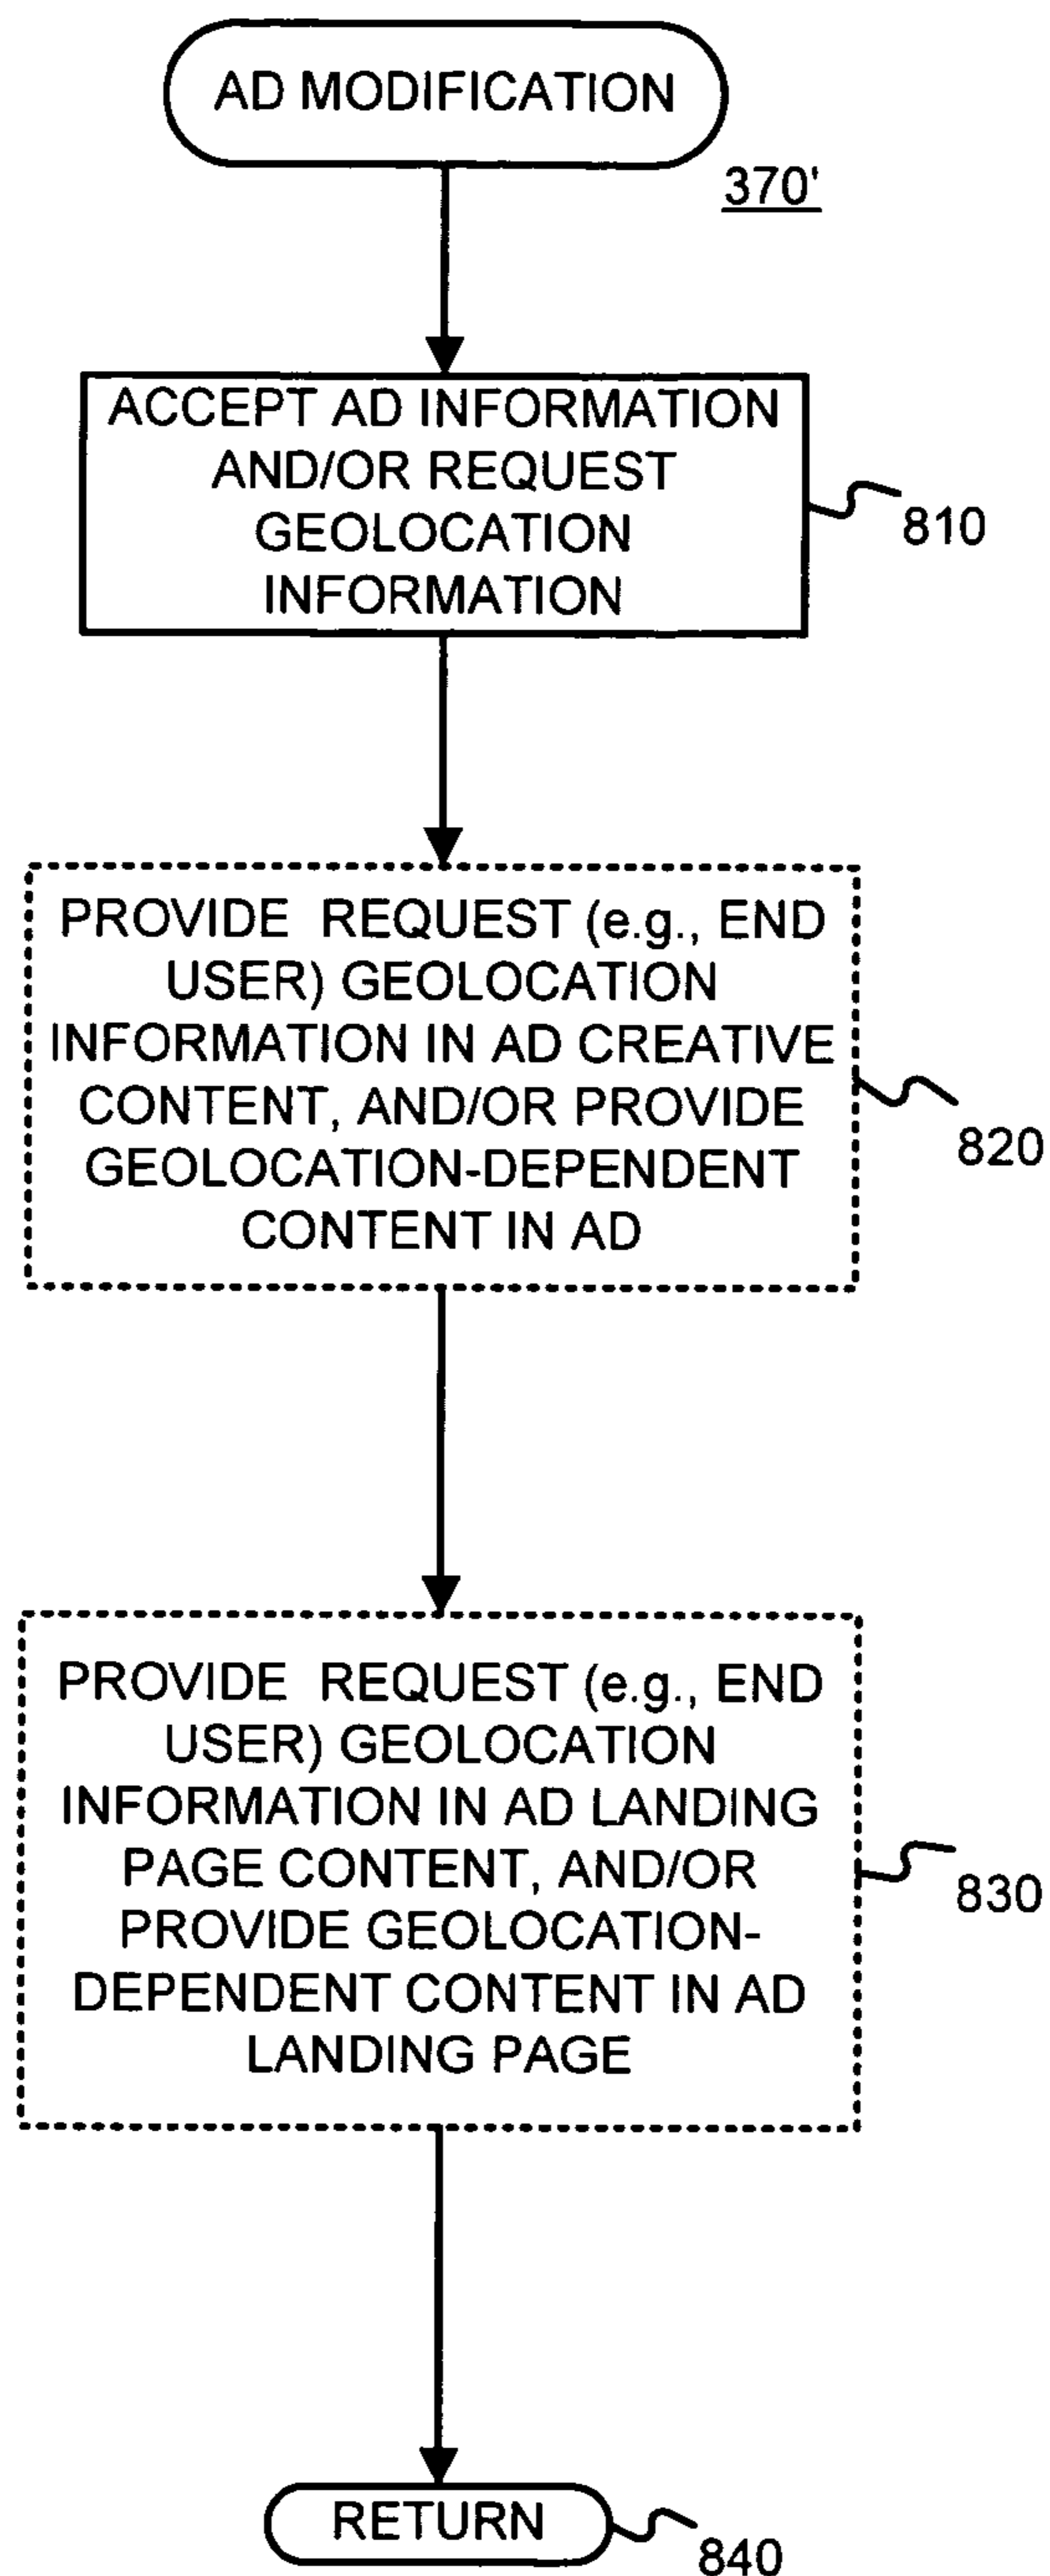 AD MODIFICATION
370'
ACCEPT AD INFORMATION
AND/OR REQUEST
GEOLOCATION
INFORMATION
810
PROVIDE REQUEST (e.g., END
USER) GEOLOCATION
INFORMATION IN AD CREATIVE
CONTENT, AND/OR PROVIDE
GEOLOCATION-DEPENDENT
CONTENT IN AD
820
PROVIDE REQUEST (e.g., END
USER) GEOLOCATION
INFORMATION IN AD LANDING
PAGE CONTENT, AND/OR
PROVIDE GEOLOCATION-
DEPENDENT CONTENT IN AD
LANDING PAGE
830
RETURN
840